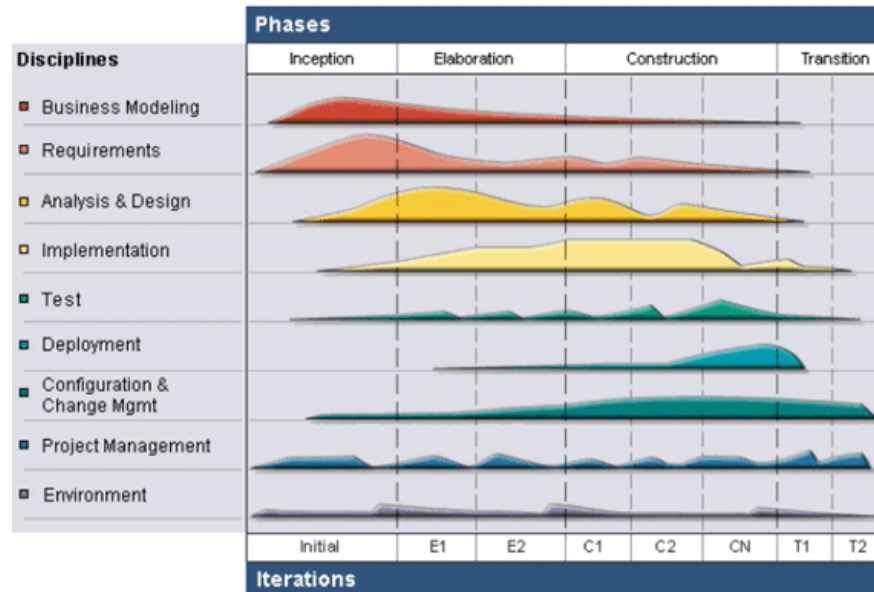 Phases
Disciplines
Inception
Elaboration
Construction
Transition
Business Modeling
Requirements
Analysis & Design
Implementation
Test
Deployment
Configuration &
Change Mgmt
Project Management
Environment
Initial
E1
E2
C1
C2
CN
T1
T2
Iterations